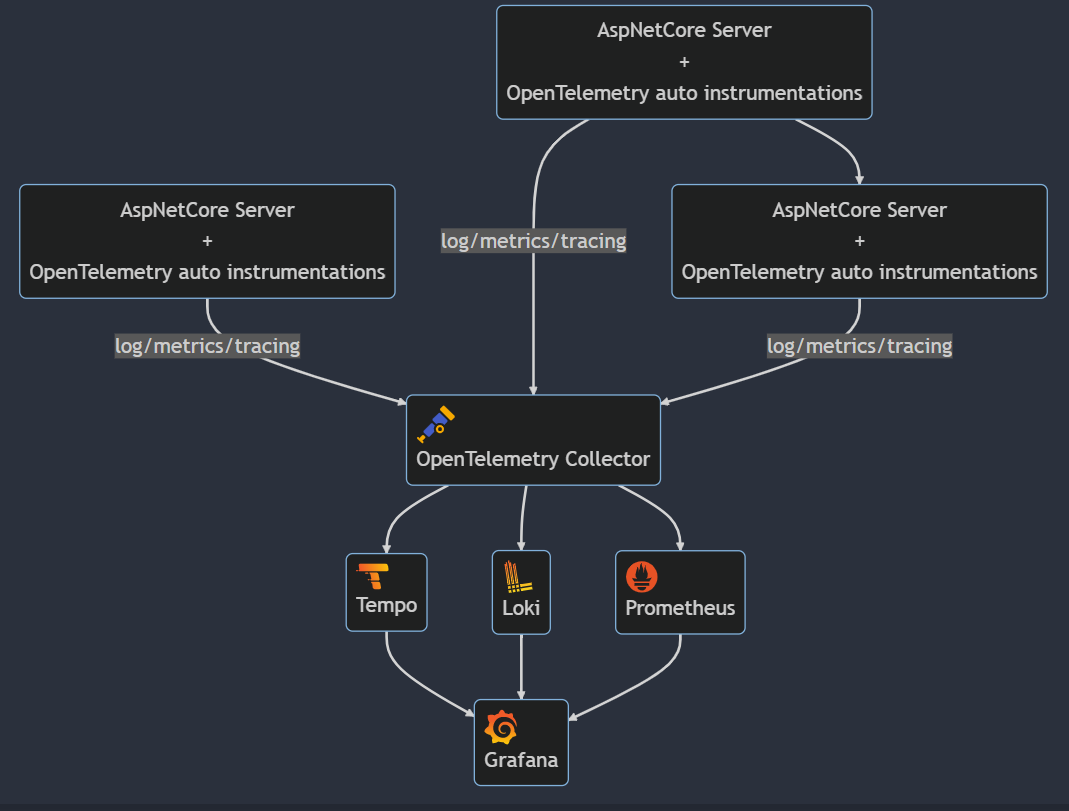 AspNetCore Server
+
OpenTelemetry auto instrumentations
AspNetCore Server
+
OpenTelemetry auto instrumentations
log/metrics/tracing
AspNetCore Server
+
OpenTelemetry auto instrumentations
log/metrics/tracing
log/metrics/tracing
OpenTelemetry Collector
Tempo
Loki
Prometheus
Grafana